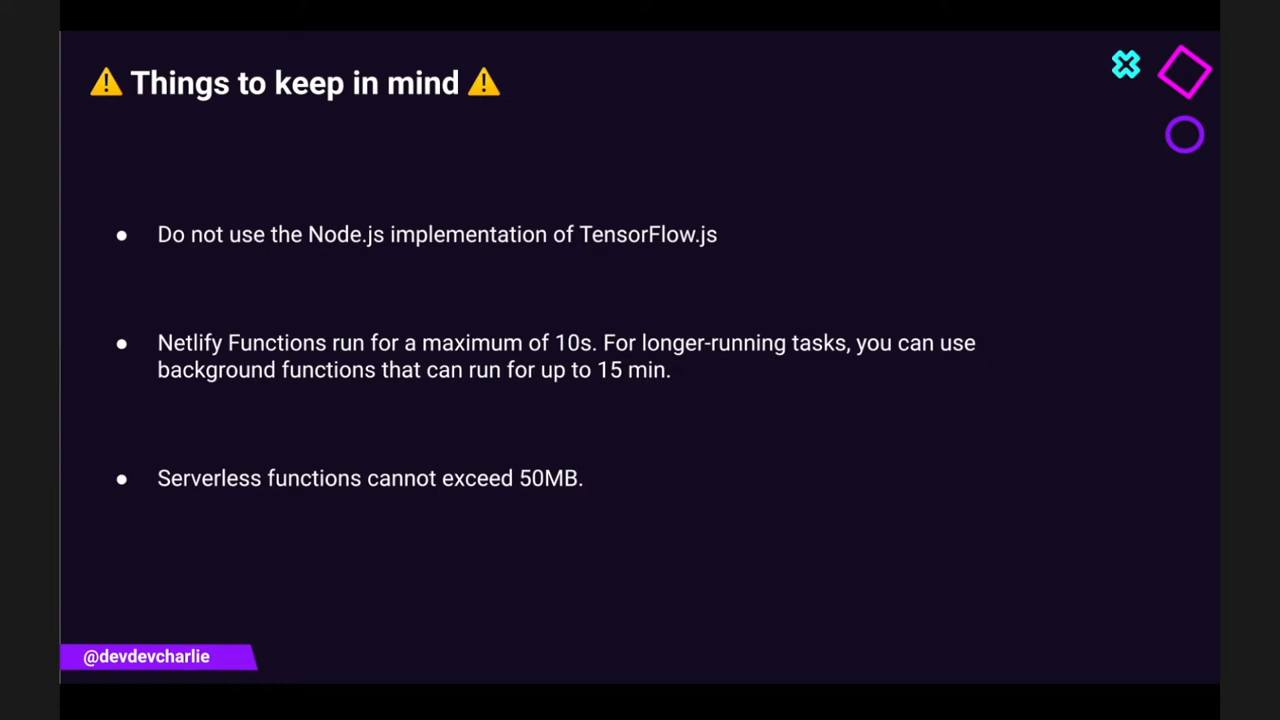 ⚠️ Things to keep in mind ⚠️
● Do not use the Node.js implementation of TensorFlow.js
● Netlify Functions run for a maximum of 10s. For longer-running tasks, you can use
background functions that can run for up to 15 min.
● Serverless functions cannot exceed 50MB.
@devdevcharlie